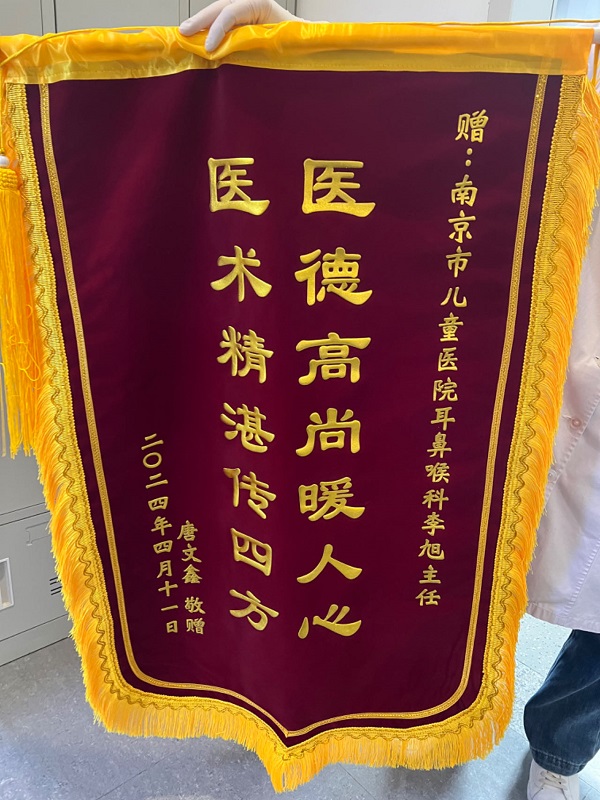 赠：南京市儿童医院耳鼻喉科李旭主任
医德高尚暖人心
医术精湛传四方
唐文鑫 敬赠
二〇二四年四月十一日